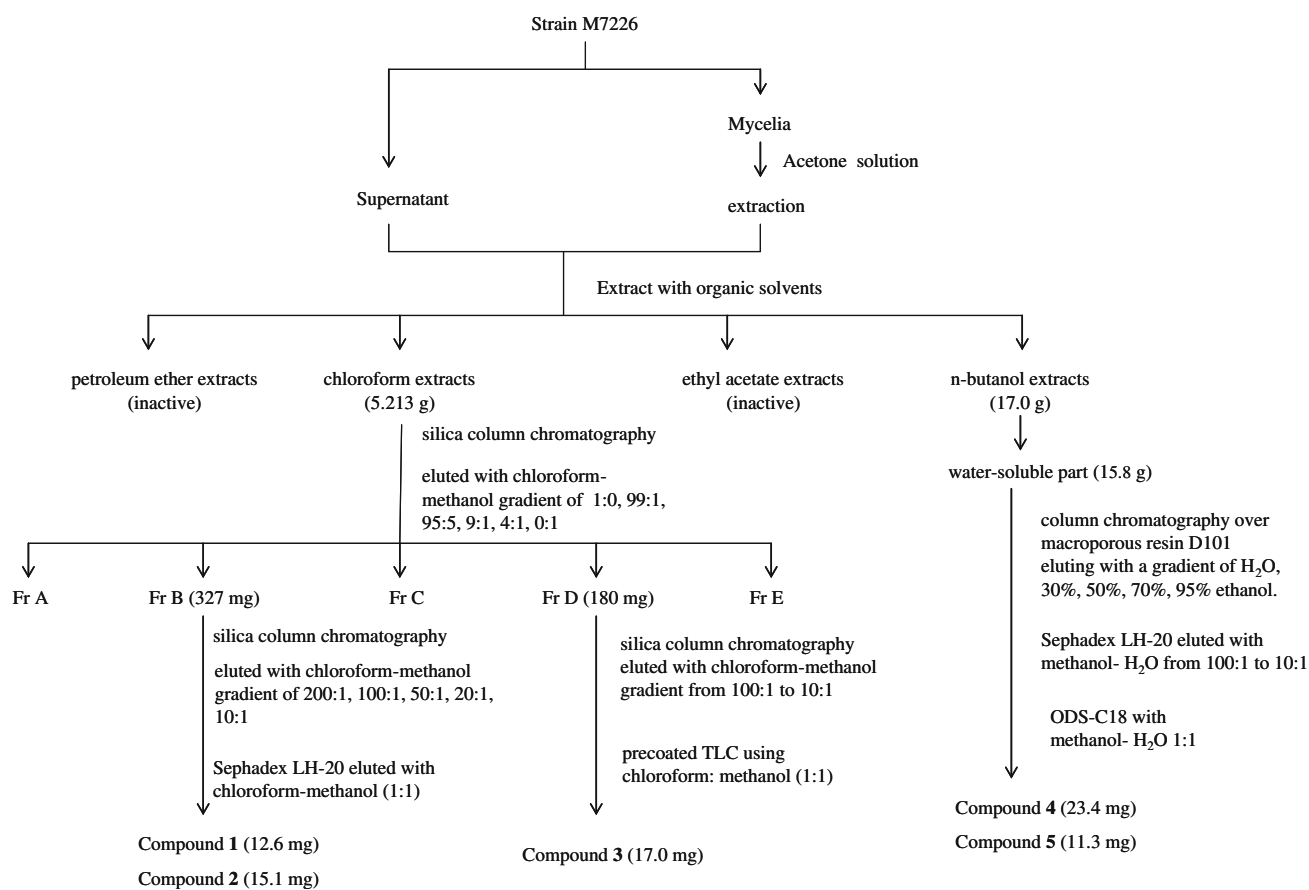 Strain M7226
Mycelia
Acetone solution
Supernatant
extraction
Extract with organic solvents
petroleum ether extracts
(inactive)
chloroform extracts
(5.213 g)
ethyl acetate extracts
(inactive)
n-butanol extracts
(17.0 g)
silica column chromatography
eluted with chloroform-
methanol gradient of 1:0, 99:1,
95:5, 9:1, 4:1, 0:1
water-soluble part (15.8 g)
column chromatography over
macroporous resin D101
eluting with a gradient of H₂O,
30%, 50%, 70%, 95% ethanol.
Sephadex LH-20 eluted with
methanol- H₂O from 100:1 to 10:1
ODS-C18 with
methanol- H₂O 1:1
Fr A
Fr B (327 mg)
Fr C
Fr D (180 mg)
Fr E
silica column chromatography
eluted with chloroform-methanol
gradient of 200:1, 100:1, 50:1, 20:1,
10:1
Sephadex LH-20 eluted with
chloroform-methanol (1:1)
silica column chromatography
eluted with chloroform-methanol
gradient from 100:1 to 10:1
precoated TLC using
chloroform: methanol (1:1)
Compound 1 (12.6 mg)
Compound 2 (15.1 mg)
Compound 3 (17.0 mg)
Compound 4 (23.4 mg)
Compound 5 (11.3 mg)